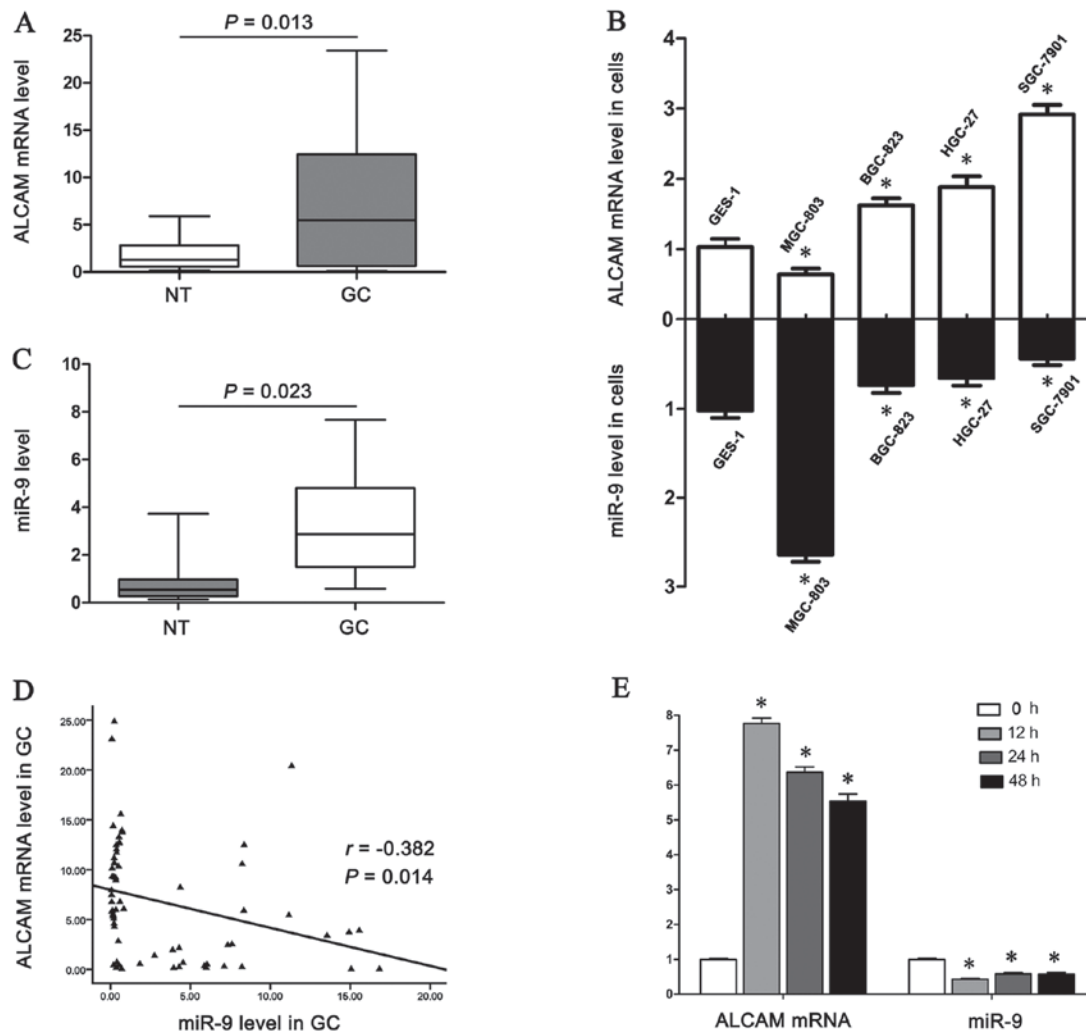 A
P = 0.013
ALCAM mRNA level
25
20
15
10
5
0
NT
GC
B
ALCAM mRNA level in cells
miR-9 level in cells
4
3
2
1
0
1
2
3
GES-1
MGC-803
*
BGC-823
*
HGC-27
*
SGC-7901
*
GES-1
*
MGC-803
*
BGC-823
*
HGC-27
*
SGC-7901
C
P = 0.023
miR-9 level
10
8
6
4
2
0
NT
GC
D
ALCAM mRNA level in GC
25.00
20.00
15.00
10.00
5.00
0.00
r = -0.382
P = 0.014
0.00
5.00
10.00
15.00
20.00
miR-9 level in GC
E
8
7
6
5
4
3
2
1
0
* * *
* * *
0 h
12 h
24 h
48 h
ALCAM mRNA
miR-9